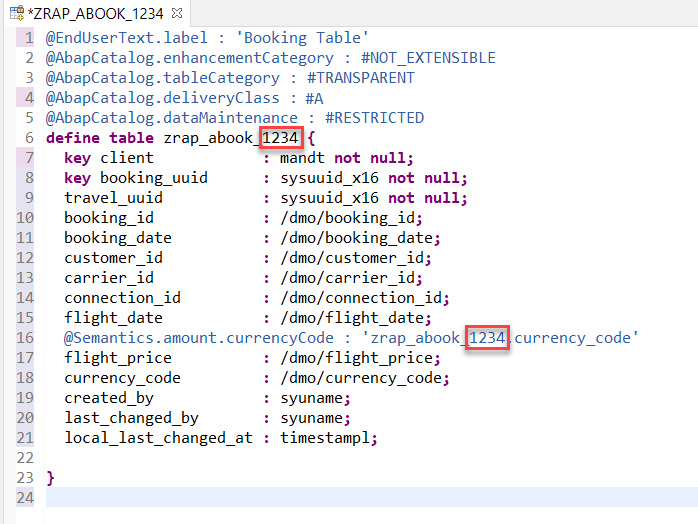 *ZRAP_ABOOK_1234
1 @EndUserText.label : 'Booking Table'
2 @AbapCatalog.enhancementCategory : #NOT_EXTENSIBLE
3 @AbapCatalog.tableCategory : #TRANSPARENT
4 @AbapCatalog.deliveryClass : #A
5 @AbapCatalog.dataMaintenance : #RESTRICTED
6 define table zrap_abook_1234 {
7 key client : mandt not null;
8 key booking_uuid : sysuuid_x16 not null;
9 travel_uuid : sysuuid_x16 not null;
10 booking_id : /dmo/booking_id;
11 booking_date : /dmo/booking_date;
12 customer_id : /dmo/customer_id;
13 carrier_id : /dmo/carrier_id;
14 connection_id : /dmo/connection_id;
15 flight_date : /dmo/flight_date;
16 @Semantics.amount.currencyCode : 'zrap_abook_1234.currency_code'
17 flight_price : /dmo/flight_price;
18 currency_code : /dmo/currency_code;
19 created_by : syuname;
20 last_changed_by : syuname;
21 local_last_changed_at : timestampl;
22
23 }
24